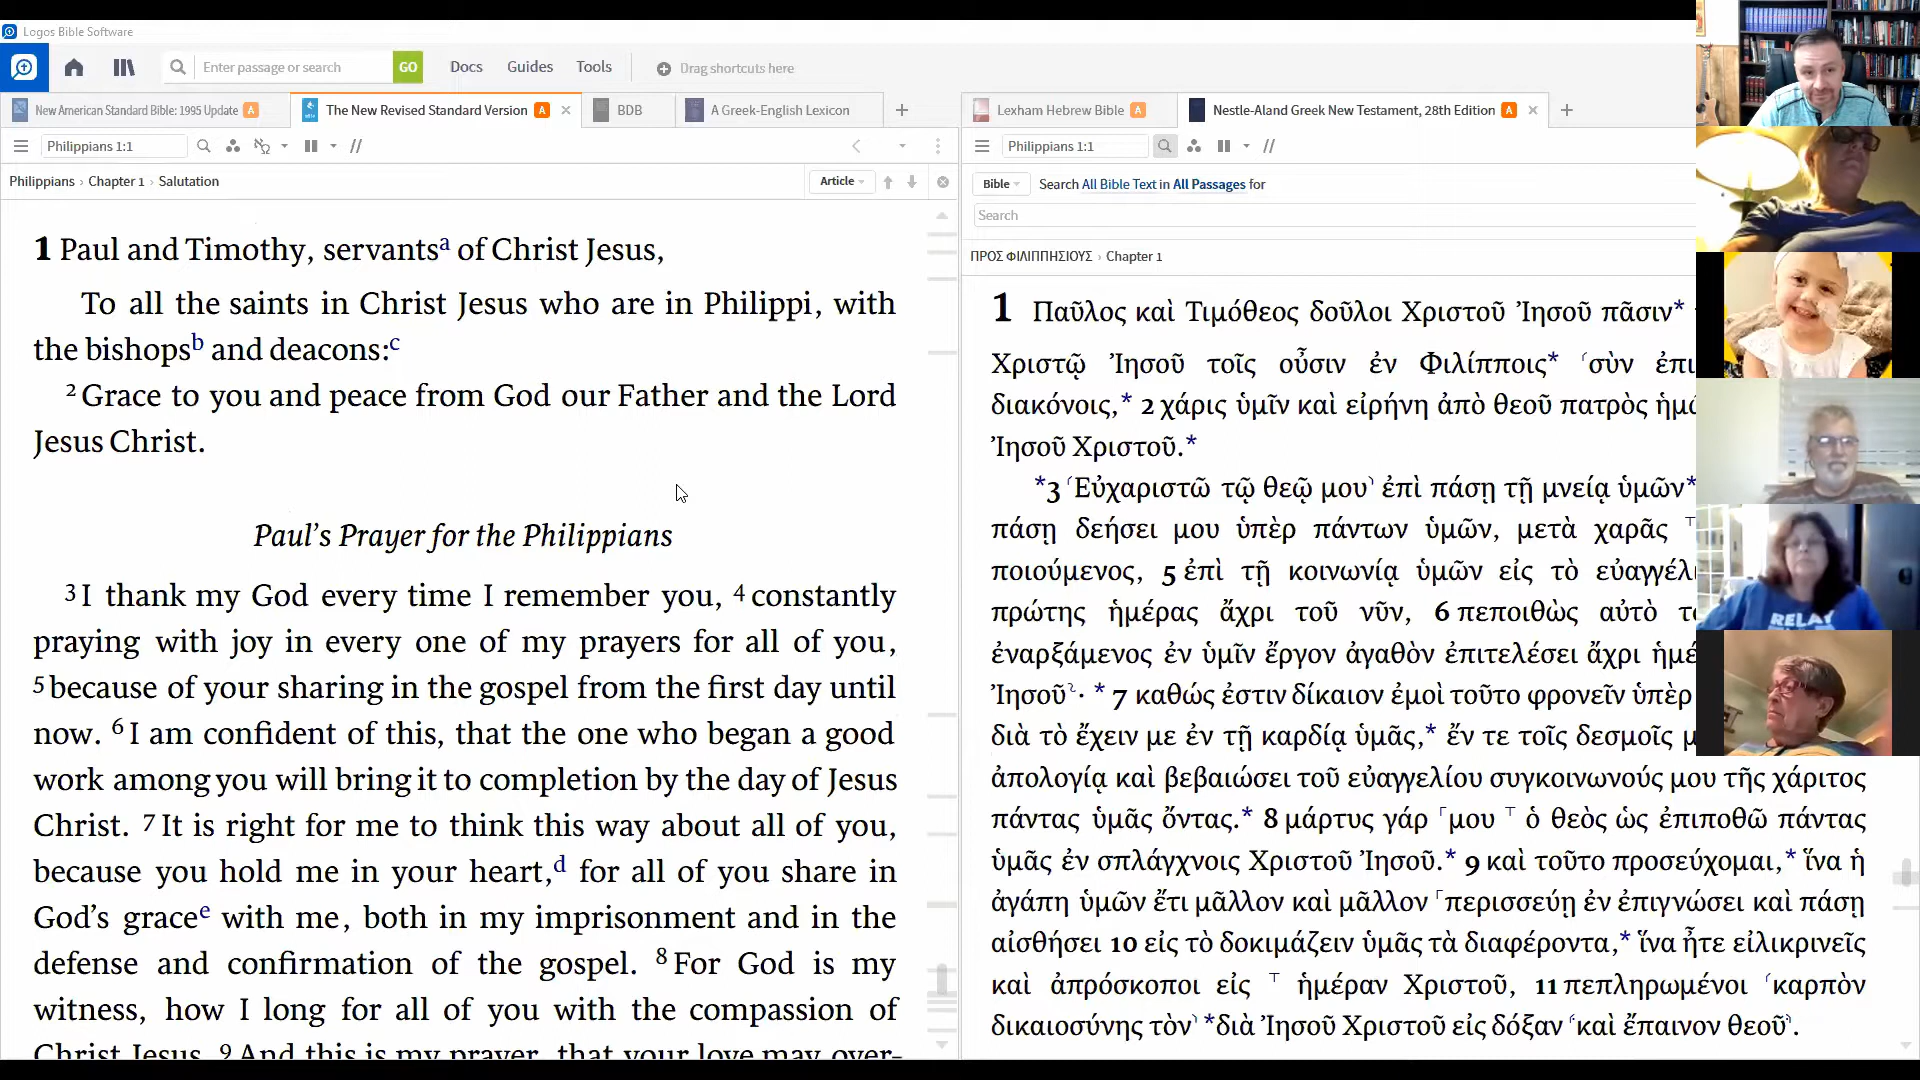 Logos Bible Software
Enter passage or search
GO
Docs
Guides
Tools
Drag shortcuts here
New American Standard Bible: 1995 Update A
The New Revised Standard Version A
BDB
A Greek-English Lexicon
Philippians 1:1
Philippians › Chapter 1 › Salutation
Article
1 Paul and Timothy, servantsa of Christ Jesus,
To all the saints in Christ Jesus who are in Philippi, with
the bishopsb and deacons:c
2 Grace to you and peace from God our Father and the Lord
Jesus Christ.
Paul's Prayer for the Philippians
3 I thank my God every time I remember you, 4 constantly
praying with joy in every one of my prayers for all of you,
5 because of your sharing in the gospel from the first day until
now. 6 I am confident of this, that the one who began a good
work among you will bring it to completion by the day of Jesus
Christ. 7 It is right for me to think this way about all of you,
because you hold me in your heart,d for all of you share in
God's gracee with me, both in my imprisonment and in the
defense and confirmation of the gospel. 8 For God is my
witness, how I long for all of you with the compassion of
Christ Jesus. 9 And this is my prayer, that your love may over-
Lexham Hebrew Bible A
Nestle-Aland Greek New Testament, 28th Edition A
Philippians 1:1
Bible
Search All Bible Text in All Passages for
Search
ΠΡΟΣ ΦΙΛΙΠΠΗΣΙΟΥΣ › Chapter 1
1 Παῦλος καὶ Τιμόθεος δοῦλοι Χριστοῦ Ἰησοῦ πᾶσιν*
Χριστῷ Ἰησοῦ τοῖς οὖσιν ἐν Φιλίπποις* ⸂σὺν ἐπι
διακόνοις,* 2 χάρις ὑμῖν καὶ εἰρήνη ἀπὸ θεοῦ πατρὸς ἡμ
Ἰησοῦ Χριστοῦ.*
*3 ⸂Εὐχαριστῶ τῷ θεῷ μου⸃ ἐπὶ πάσῃ τῇ μνείᾳ ὑμῶν*
πάσῃ δεήσει μου ὑπὲρ πάντων ὑμῶν, μετὰ χαρᾶς ⸆
ποιούμενος, 5 ἐπὶ τῇ κοινωνίᾳ ὑμῶν εἰς τὸ εὐαγγέλ
πρώτης ἡμέρας ἄχρι τοῦ νῦν, 6 πεποιθὼς αὐτὸ τ
ἐναρξάμενος ἐν ὑμῖν ἔργον ἀγαθὸν ἐπιτελέσει ἄχρι ἡμέ
Ἰησοῦ⸊· * 7 καθώς ἐστιν δίκαιον ἐμοὶ τοῦτο φρονεῖν ὑπὲρ
διὰ τὸ ἔχειν με ἐν τῇ καρδίᾳ ὑμᾶς,* ἔν τε τοῖς δεσμοῖς μ
ἀπολογίᾳ καὶ βεβαιώσει τοῦ εὐαγγελίου συγκοινωνούς μου τῆς χάριτος
πάντας ὑμᾶς ὄντας.* 8 μάρτυς γάρ ⸀μου ⸆ ὁ θεὸς ὡς ἐπιποθῶ πάντας
ὑμᾶς ἐν σπλάγχνοις Χριστοῦ Ἰησοῦ.* 9 καὶ τοῦτο προσεύχομαι,* ἵνα ἡ
ἀγάπη ὑμῶν ἔτι μᾶλλον καὶ μᾶλλον ⸀περισσεύῃ ἐν ἐπιγνώσει καὶ πάσῃ
αἰσθήσει 10 εἰς τὸ δοκιμάζειν ὑμᾶς τὰ διαφέροντα,* ἵνα ἦτε εἰλικρινεῖς
καὶ ἀπρόσκοποι εἰς ⸆ ἡμέραν Χριστοῦ, 11 πεπληρωμένοι ⸂καρπὸν
δικαιοσύνης τὸν⸃ *διὰ Ἰησοῦ Χριστοῦ εἰς δόξαν ⸄καὶ ἔπαινον θεοῦ⸅.
RELAY